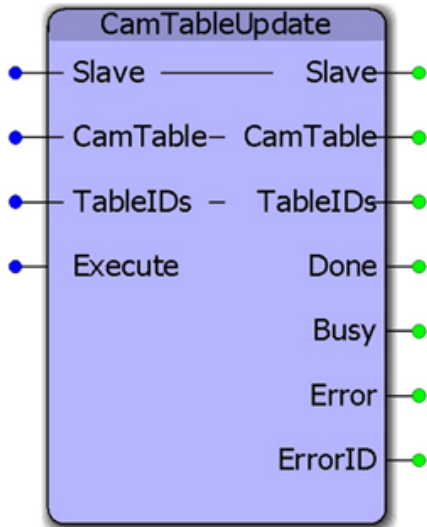 CamTableUpdate
Slave Slave
CamTable CamTable
TableIDs TableIDs
Execute Done
Busy
Error
ErrorID